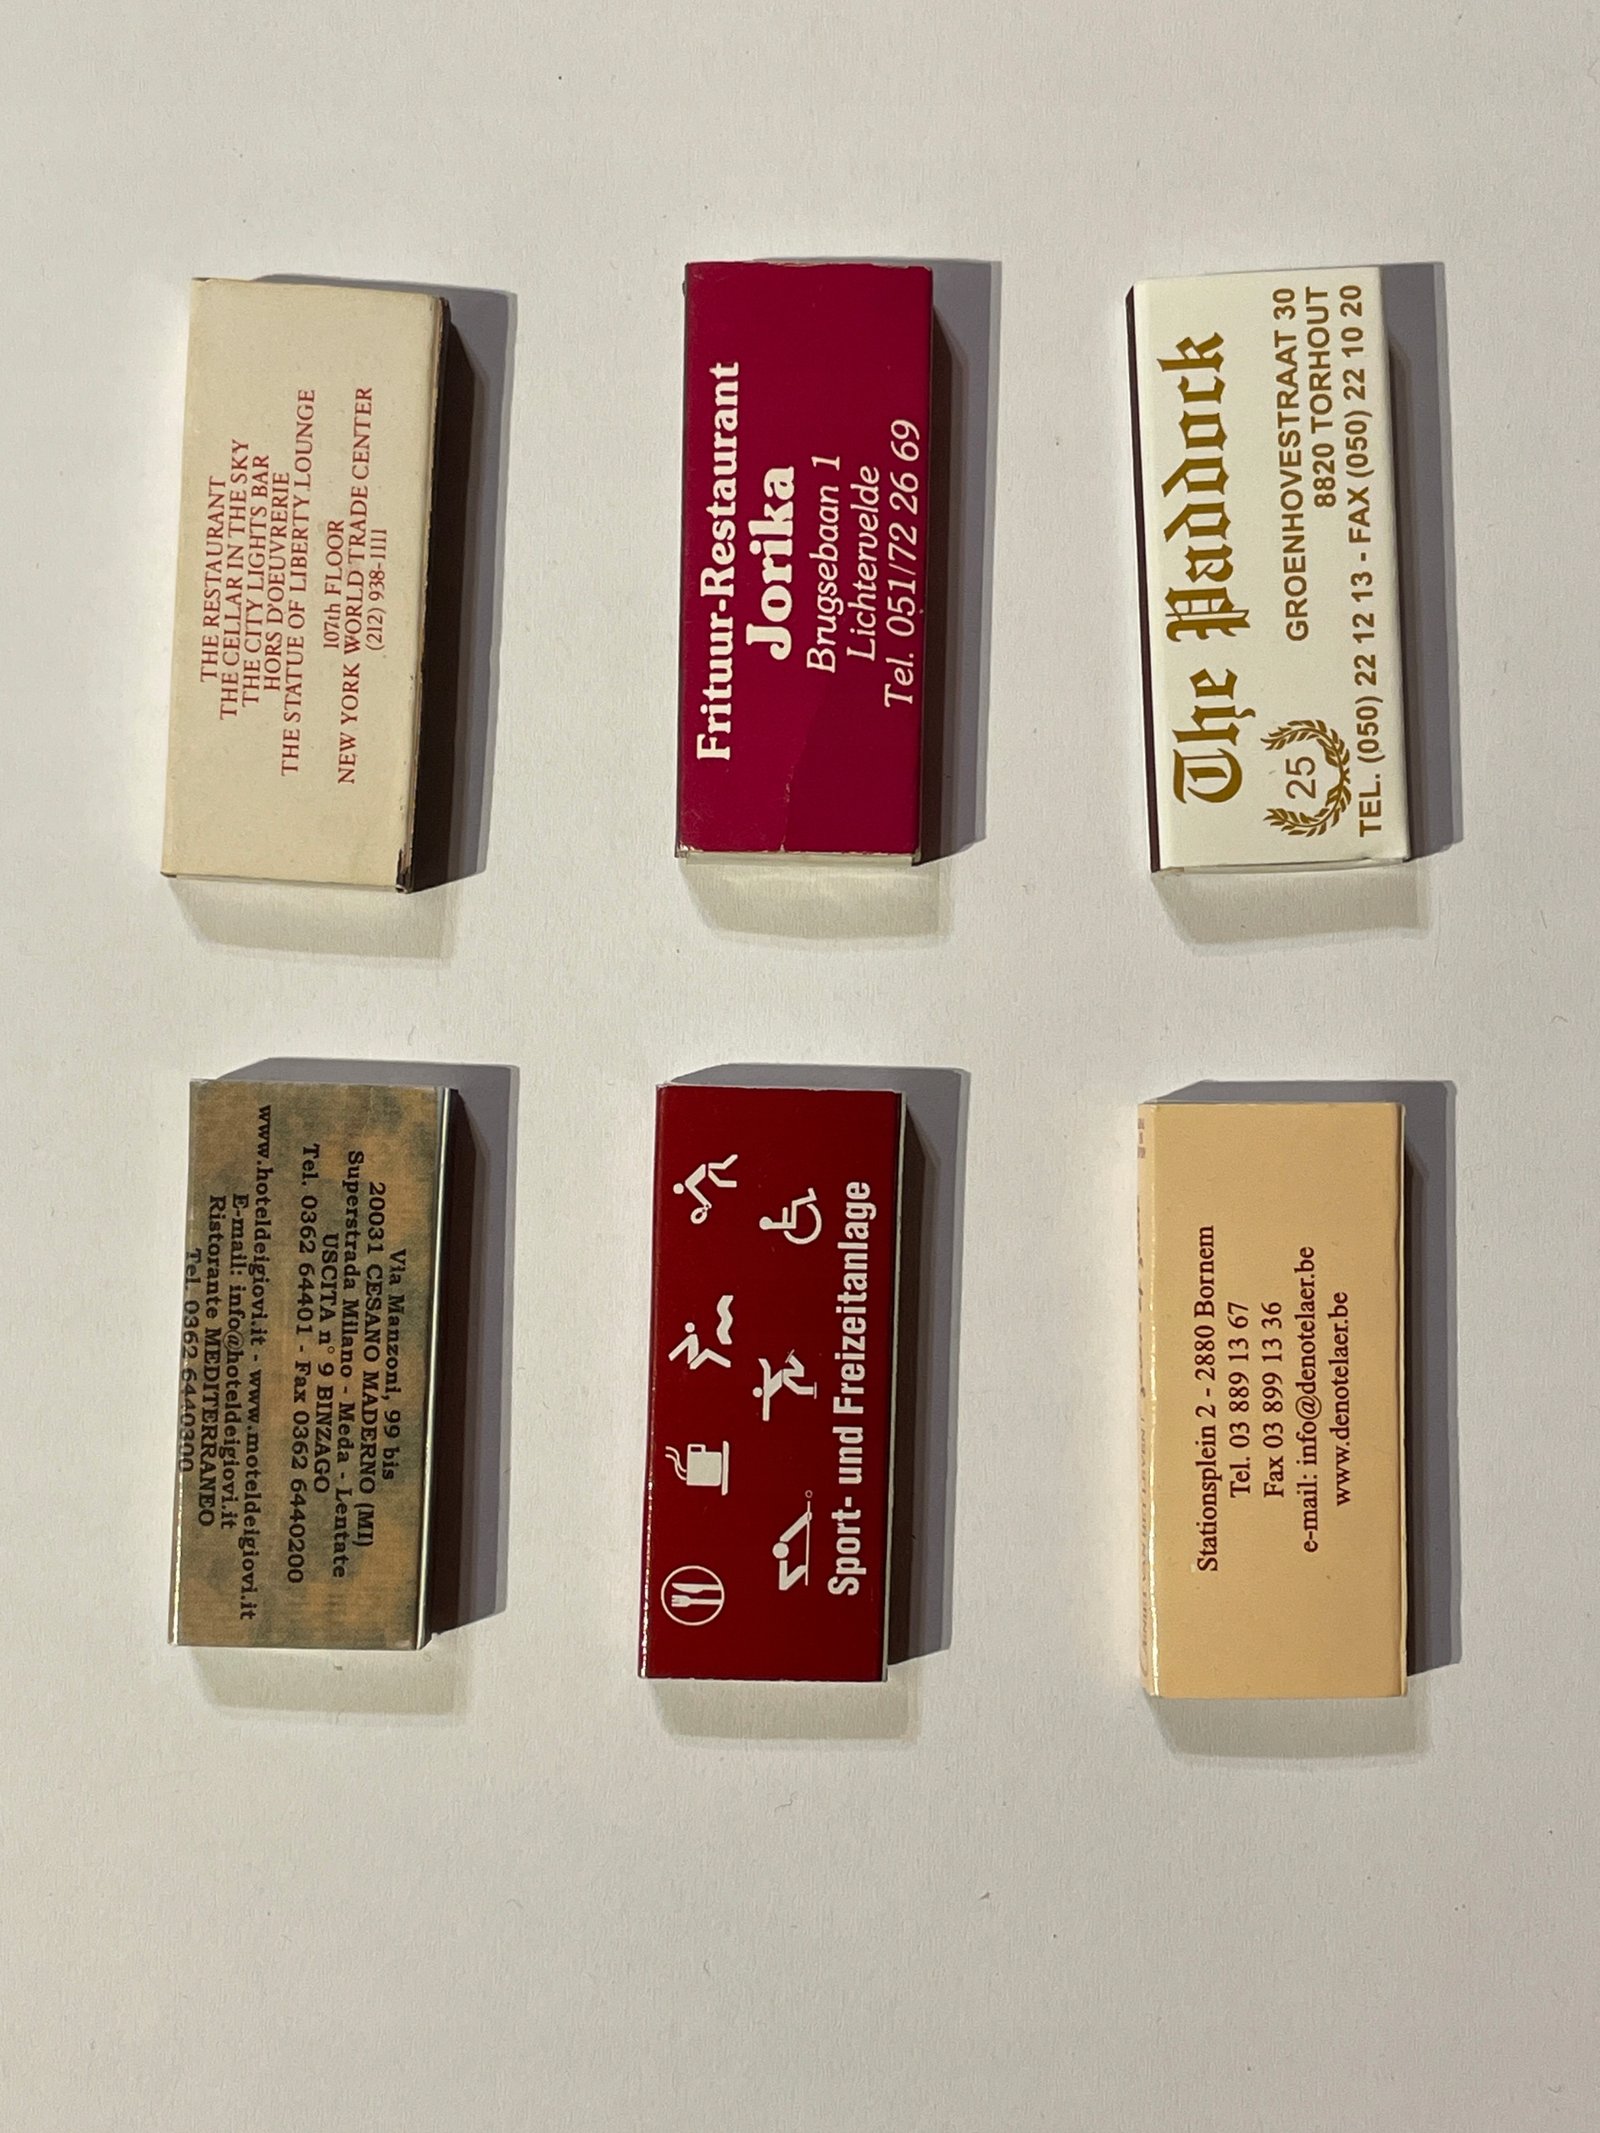 THE RESTAURANT
THE CELLAR IN THE SKY
THE CITY LIGHTS BAR
HORS D'OEUVRERIE
THE STATUE OF LIBERTY LOUNGE
107th FLOOR
NEW YORK WORLD TRADE CENTER
(212) 938-1111
Frituur-Restaurant
Jorika
Brugsebaan 1
Lichtervelde
Tel. 051/72 26 69
The Paddock
25
GROENHOVESTRAAT 30
8820 TORHOUT
TEL. (050) 22 12 13 - FAX (050) 22 10 20
Via Manzoni, 99 bis
20031 CESANO MADERNO (MI)
Superstrada Milano - Meda - Lentate
USCITA n° 9 BINZAGO
Tel. 0362 64401 - Fax 0362 6440200
www.hoteldeigiovi.it - www.moteldeigiovi.it
E-mail: info@hoteldeigiovi.it
Ristorante MEDITERRANEO
Tel. 0362 6440300
Sport- und Freizeitanlage
Stationsplein 2 - 2880 Bornem
Tel. 03 889 13 67
Fax 03 899 13 36
e-mail: info@denotelaer.be
www.denotelaer.be